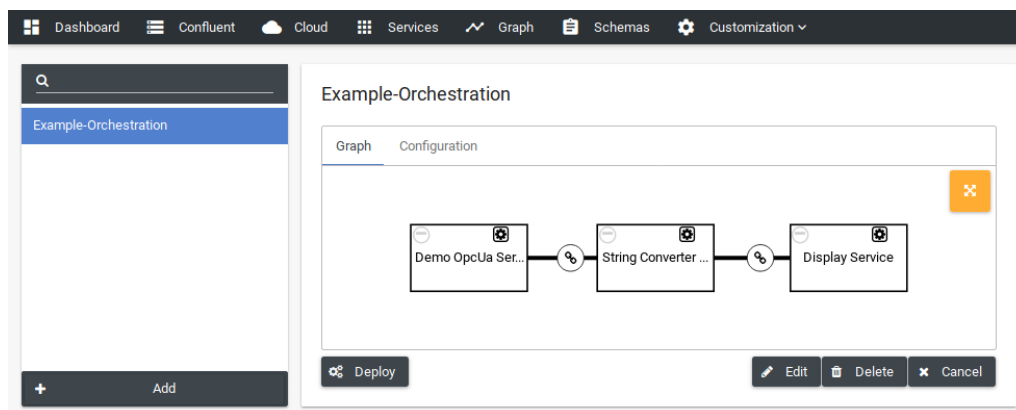 Dashboard Confluent Cloud Services Graph Schemas Customization
Example-Orchestration
Example-Orchestration
Graph Configuration
Demo OpcUa Ser... String Converter ... Display Service
Deploy Edit Delete Cancel
Add